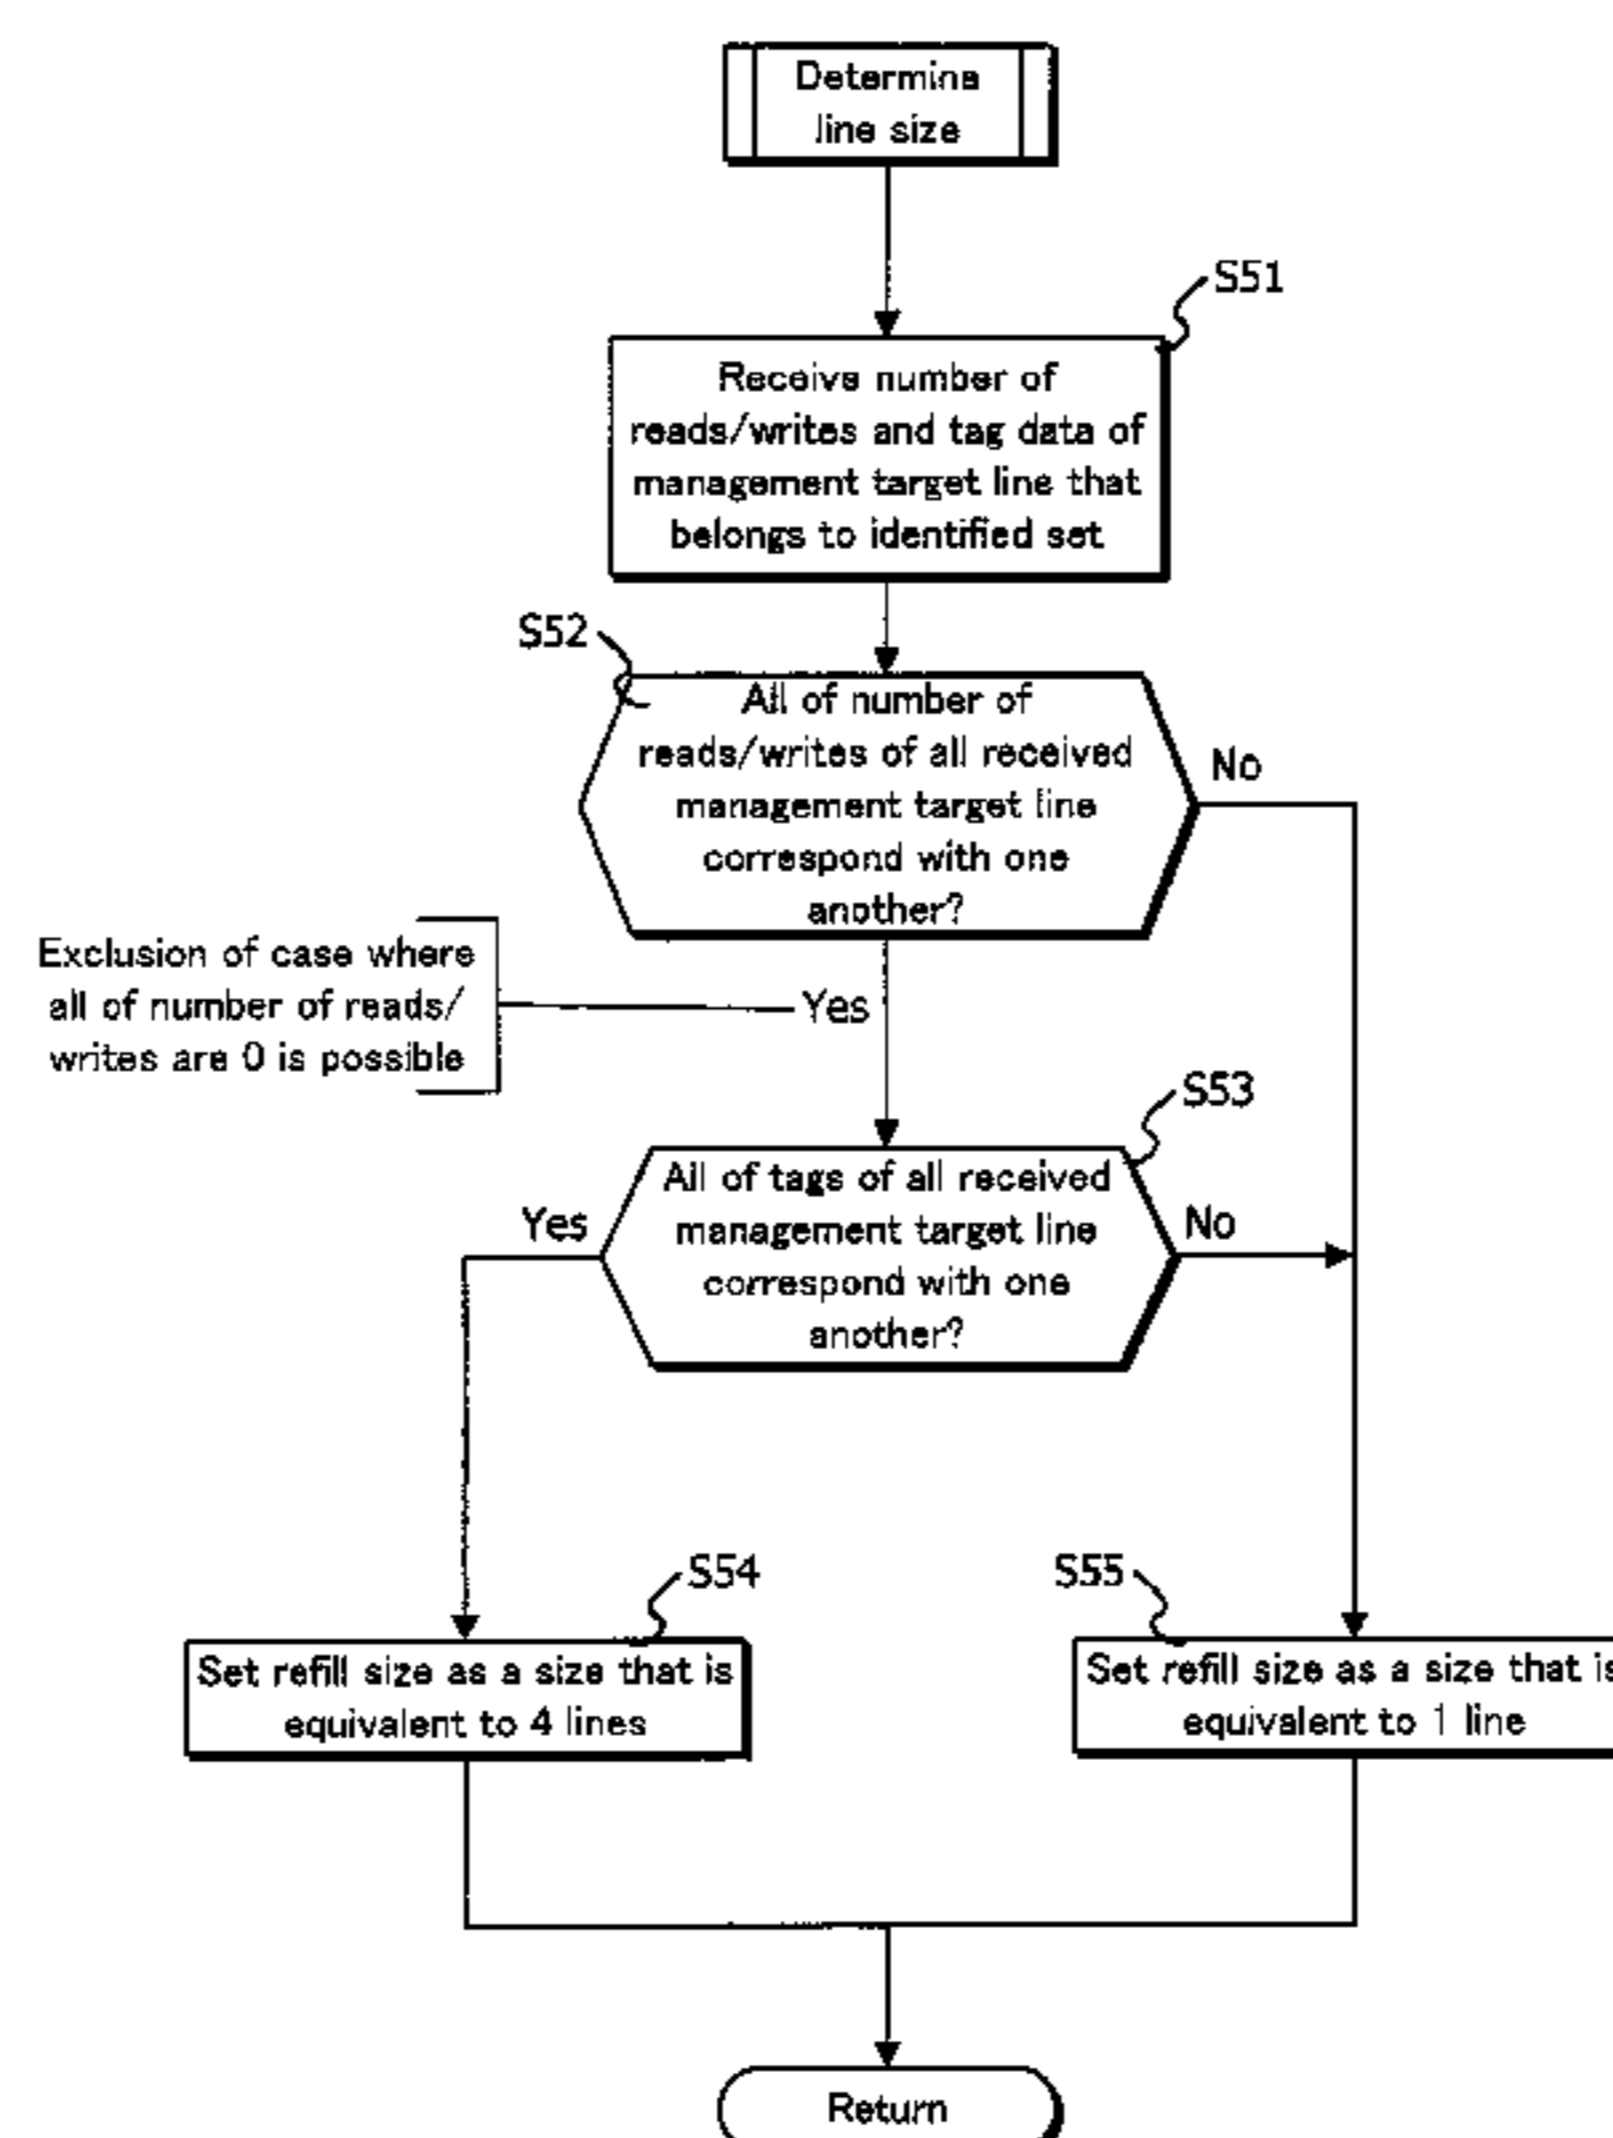 Determine
line size
S51
Receive number of
reads/writes and tag data of
management target line that
belongs to identified set
S52
All of number of
reads/writes of all received
management target line
correspond with one
another?
No
Exclusion of case where
all of number of reads/
writes are 0 is possible
Yes
S53
All of tags of all received
management target line
correspond with one
another?
Yes
No
S54
Set refill size as a size that is
equivalent to 4 lines
S55
Set refill size as a size that is
equivalent to 1 line
Return